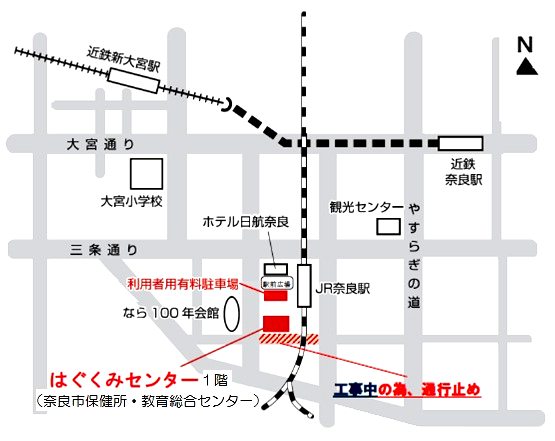 近鉄新大宮駅
N
大宮通り
近鉄
奈良駅
大宮小学校
観光センター
やすらぎの道
ホテル日航奈良
三条通り
駅前広場
利用者用有料駐車場
JR奈良駅
なら100年会館
はぐくみセンター1階
(奈良市保健所・教育総合センター)
工事中の為、通行止め